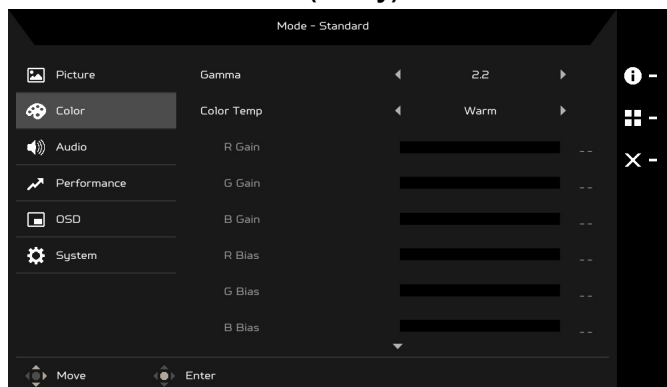 Mode - Standard
Picture
Gamma
2.2
Color
Color Temp
Warm
Audio
R Gain
--
Performance
G Gain
--
OSD
B Gain
--
System
R Bias
--
G Bias
--
B Bias
--
Move
Enter